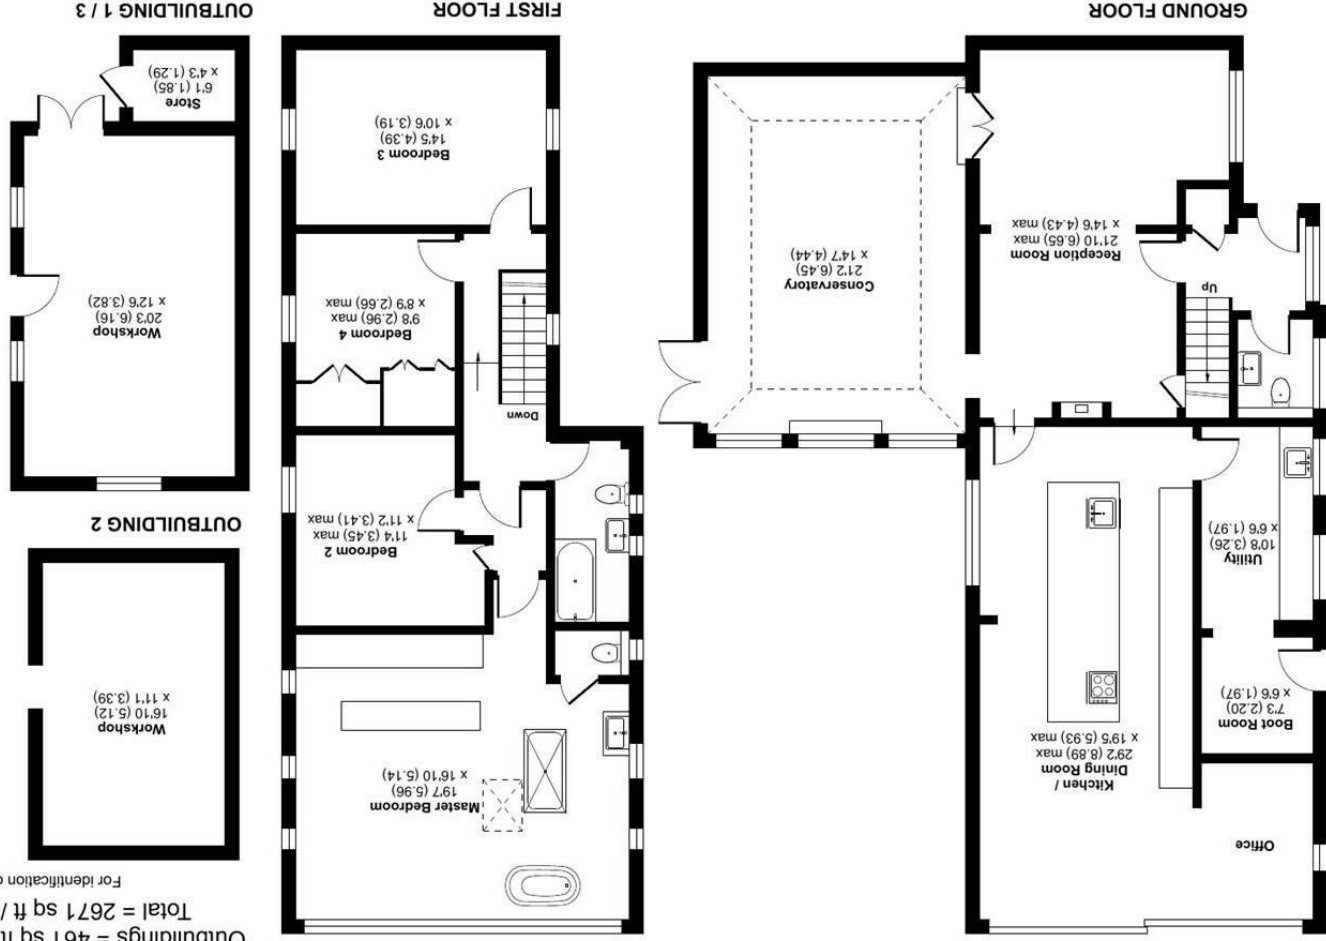 Outbuildings = 461 sq ft
Total = 2671 sq ft /
For identification
Workshop
16'10 (5.12)
x 11'1 (3.39)
OUTBUILDING 2
Workshop
20'3 (6.16)
x 12'6 (3.82)
Store
6'1 (1.85)
x 4'3 (1.29)
OUTBUILDING 1 / 3
Master Bedroom
19'7 (5.96)
x 16'10 (5.14)
Bedroom 2
11'4 (3.45) max
x 11'2 (3.41) max
Down
Bedroom 4
9'8 (2.96) max
x 8'9 (2.66) max
Bedroom 3
14'5 (4.39)
x 10'6 (3.19)
FIRST FLOOR
Office
Kitchen /
Dining Room
29'2 (8.89) max
x 19'5 (5.93) max
Boot Room
7'3 (2.20)
x 6'6 (1.97)
Utility
10'8 (3.26)
x 6'6 (1.97)
Up
Conservatory
21'2 (6.45)
x 14'7 (4.44)
Reception Room
21'10 (6.65) max
x 14'6 (4.43) max
GROUND FLOOR